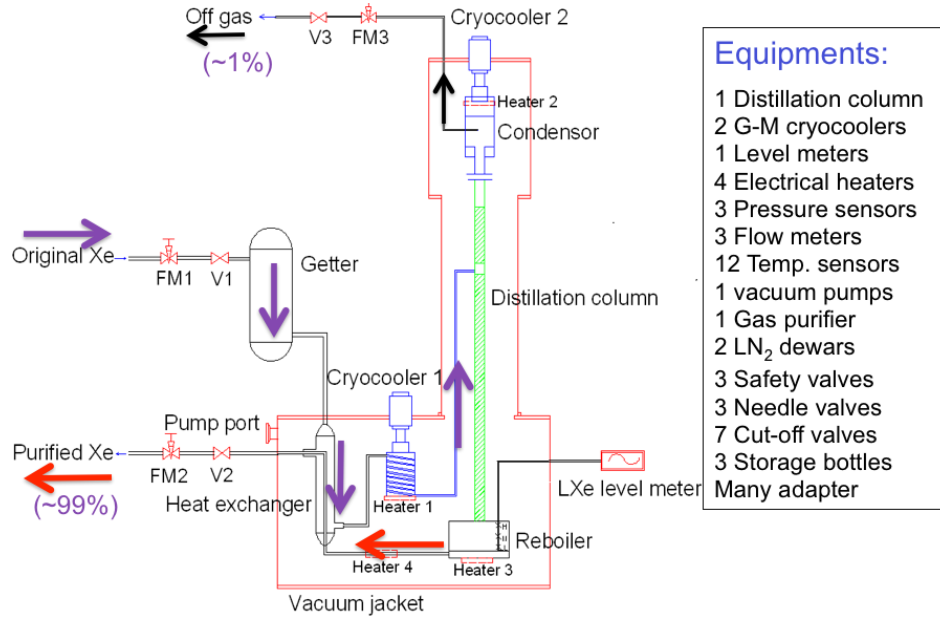 Off gas
V3
FM3
(~1%)
Cryocooler 2
Heater 2
Condensor
Original Xe
FM1
V1
Getter
Distillation column
Cryocooler 1
Pump port
Purified Xe
FM2
V2
(~99%)
Heat exchanger
Heater 1
LXe level meter
H
M
L
Reboiler
Heater 4
Heater 3
Vacuum jacket
Equipments:
1 Distillation column
2 G-M cryocoolers
1 Level meters
4 Electrical heaters
3 Pressure sensors
3 Flow meters
12 Temp. sensors
1 vacuum pumps
1 Gas purifier
2 LN₂ dewars
3 Safety valves
3 Needle valves
7 Cut-off valves
3 Storage bottles
Many adapter